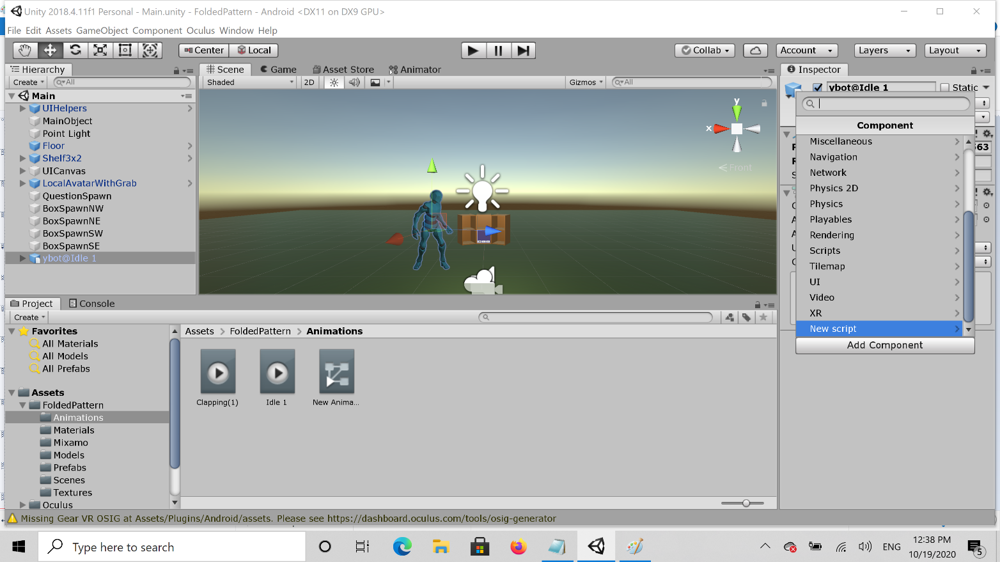 Unity 2018.4.11f1 Personal - Main.unity - FoldedPattern - Android <DX11 on DX9 GPU>
File Edit Assets GameObject Component Oculus Window Help
Center Local Collab Account Layers Layout
Hierarchy Scene Game Asset Store Animator Inspector
Create All Shaded 2D Gizmos All ybot@Idle 1 Static
Main
UIHelpers
MainObject
Point Light
Floor
Shelf3x2
UICanvas
LocalAvatarWithGrab
QuestionSpawn
BoxSpawnNW
BoxSpawnNE
BoxSpawnSW
BoxSpawnSE
ybot@Idle 1
y
x
Front
Component
Miscellaneous
Navigation
Network
Physics 2D
Physics
Playables
Rendering
Scripts
Tilemap
UI
Video
XR
New script
Add Component
Project Console
Create
Favorites
All Materials
All Models
All Prefabs
Assets
FoldedPattern
Animations
Materials
Mixamo
Models
Prefabs
Scenes
Textures
Oculus
Assets > FoldedPattern > Animations
Clapping(1) Idle 1 New Anima...
Missing Gear VR OSIG at Assets/Plugins/Android/assets. Please see https://dashboard.oculus.com/tools/osig-generator
Type here to search
ENG
12:38 PM
10/19/2020
5